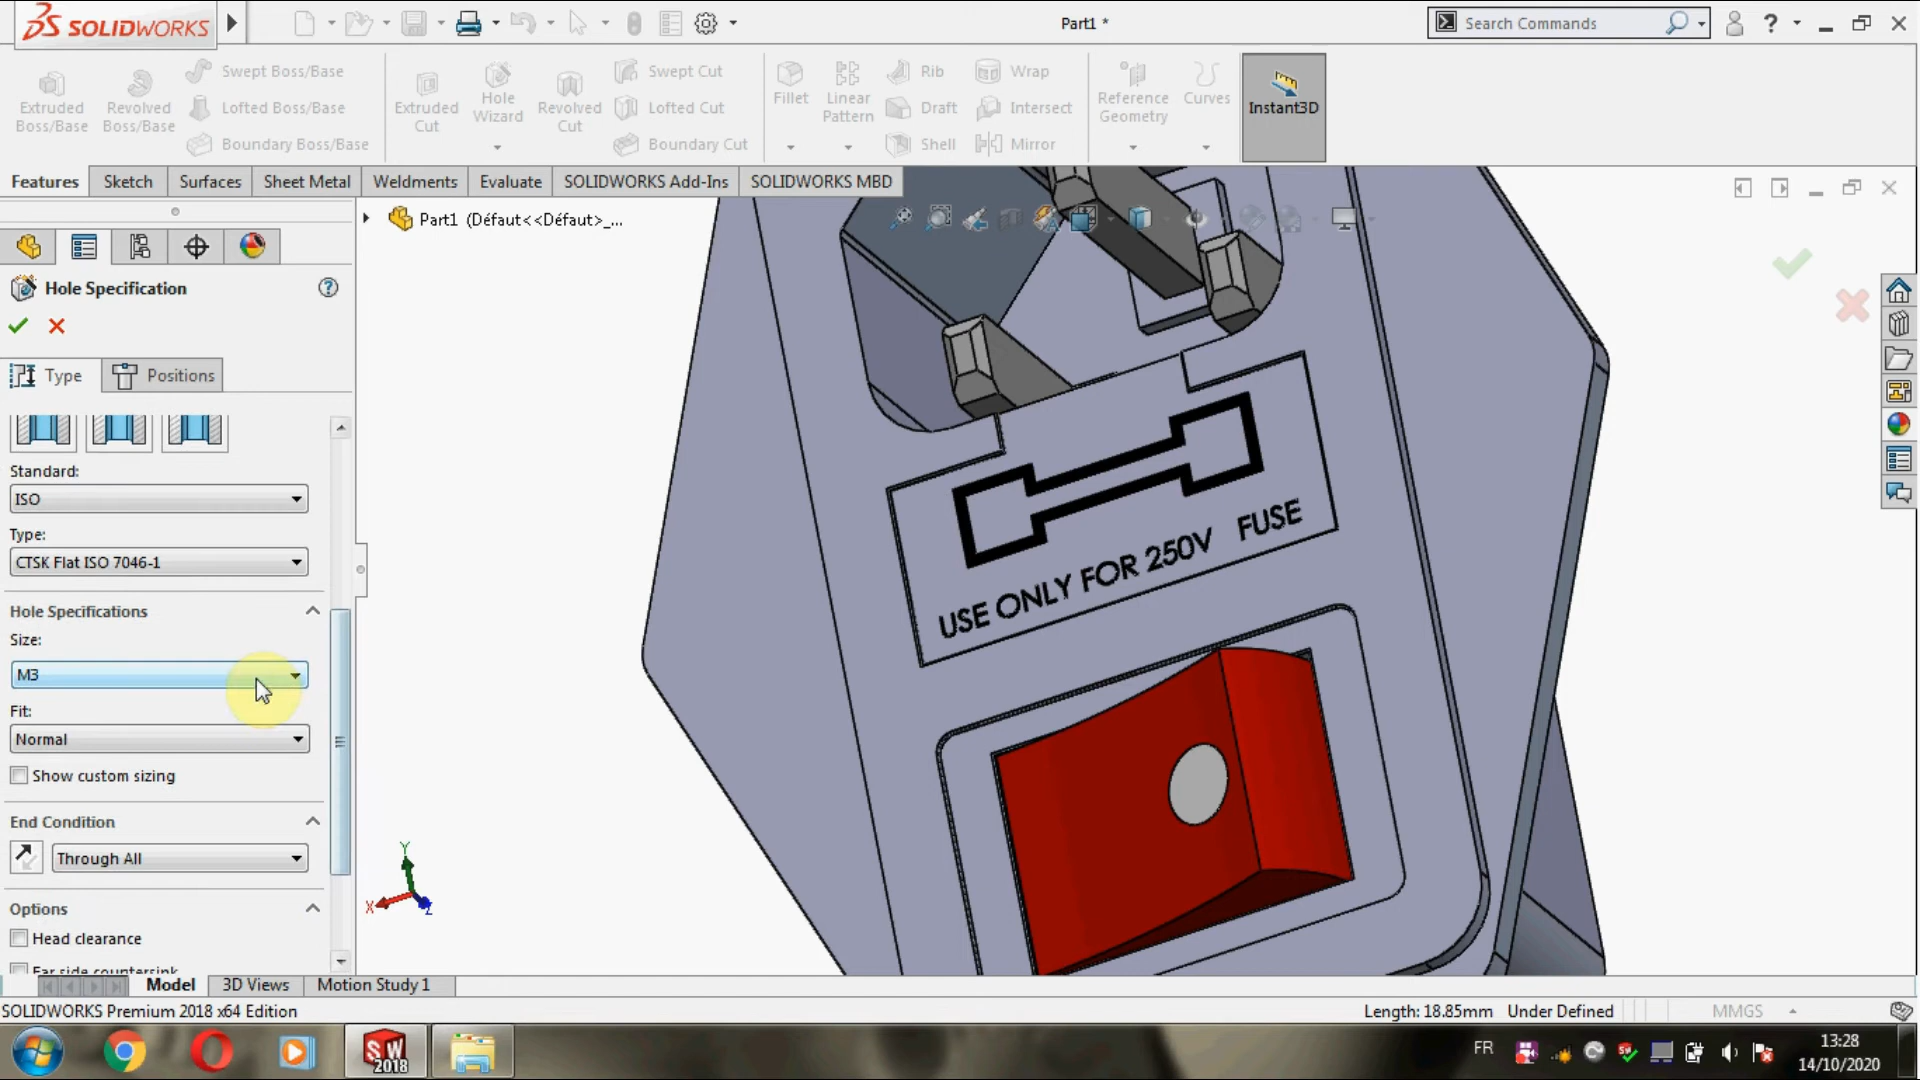 SOLIDWORKS
Part1 *
Search Commands
Extruded Boss/Base
Revolved Boss/Base
Swept Boss/Base
Lofted Boss/Base
Boundary Boss/Base
Extruded Cut
Hole Wizard
Revolved Cut
Swept Cut
Lofted Cut
Boundary Cut
Fillet
Linear Pattern
Rib
Draft
Shell
Wrap
Intersect
Mirror
Reference Geometry
Curves
Instant3D
Features
Sketch
Surfaces
Sheet Metal
Weldments
Evaluate
SOLIDWORKS Add-Ins
SOLIDWORKS MBD
Part1 (Défaut<<Défaut>_...
Hole Specification
Type
Positions
Standard:
ISO
Type:
CTSK Flat ISO 7046-1
Hole Specifications
Size:
M3
Fit:
Normal
Show custom sizing
End Condition
Through All
Options
Head clearance
Far side countersink
USE ONLY FOR 250V FUSE
Y
X
Z
Model
3D Views
Motion Study 1
SOLIDWORKS Premium 2018 x64 Edition
Length: 18.85mm
Under Defined
MMGS
SW
2018
FR
13:28
14/10/2020